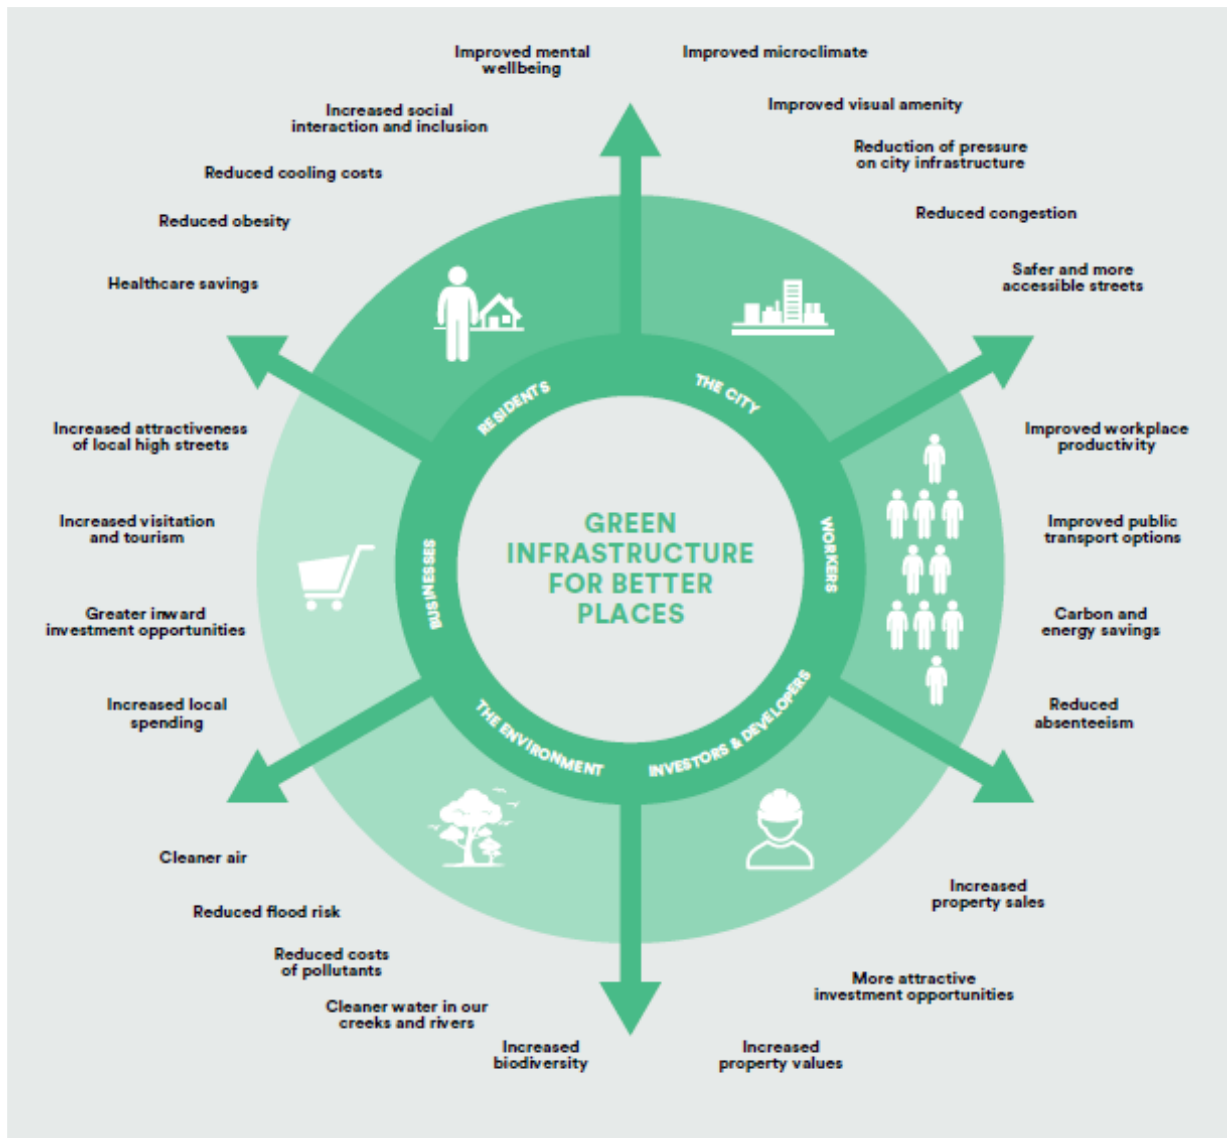 Improved mental
wellbeing
Increased social
interaction and inclusion
Reduced cooling costs
Reduced obesity
Healthcare savings
Improved microclimate
Improved visual amenity
Reduction of pressure
on city infrastructure
Reduced congestion
Safer and more
accessible streets
RESIDENTS
THE CITY
WORKERS
INVESTORS & DEVELOPERS
THE ENVIRONMENT
BUSINESSES
GREEN
INFRASTRUCTURE
FOR BETTER
PLACES
Increased attractiveness
of local high streets
Increased visitation
and tourism
Greater inward
investment opportunities
Increased local
spending
Improved workplace
productivity
Improved public
transport options
Carbon and
energy savings
Reduced
absenteeism
Cleaner air
Reduced flood risk
Reduced costs
of pollutants
Cleaner water in our
creeks and rivers
Increased
biodiversity
Increased
property sales
More attractive
investment opportunities
Increased
property values